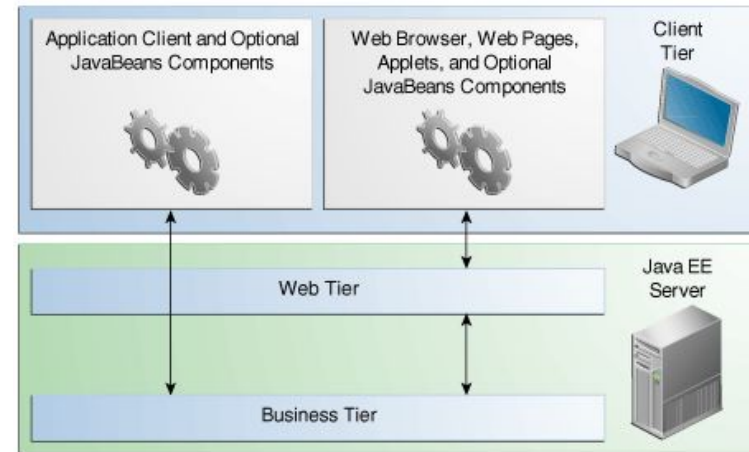 Application Client and Optional
JavaBeans Components
Web Browser, Web Pages,
Applets, and Optional
JavaBeans Components
Client
Tier
Web Tier
Java EE
Server
Business Tier